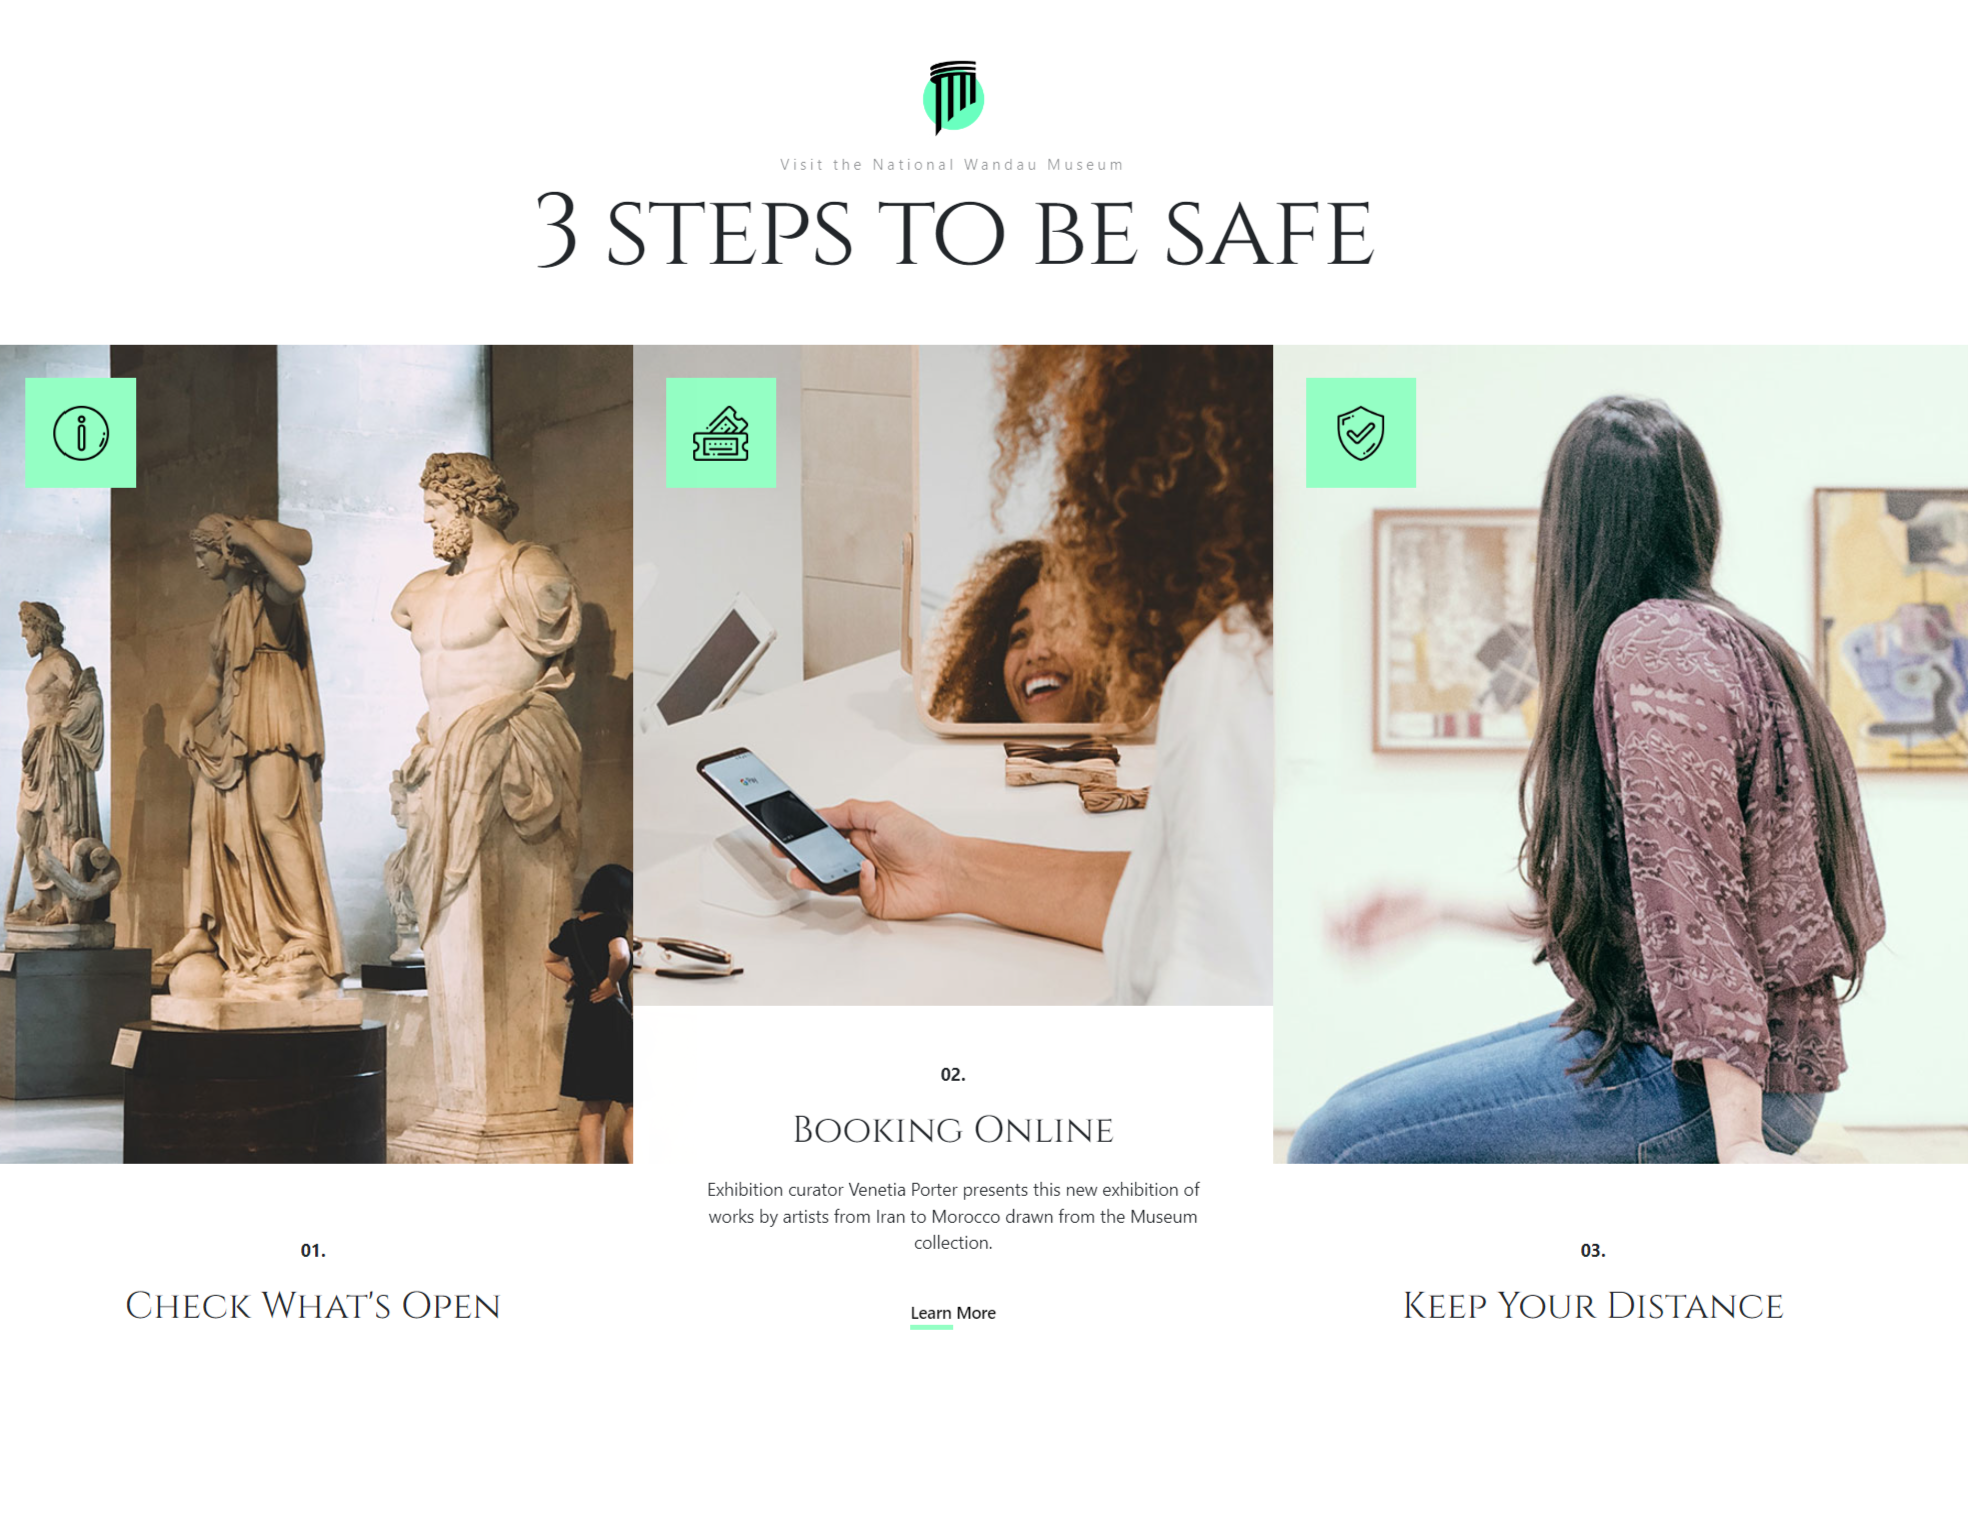 Visit the National Wandau Museum
3 STEPS TO BE SAFE
01.
CHECK WHAT'S OPEN
02.
BOOKING ONLINE
Exhibition curator Venetia Porter presents this new exhibition of
works by artists from Iran to Morocco drawn from the Museum
collection.
Learn More
03.
KEEP YOUR DISTANCE